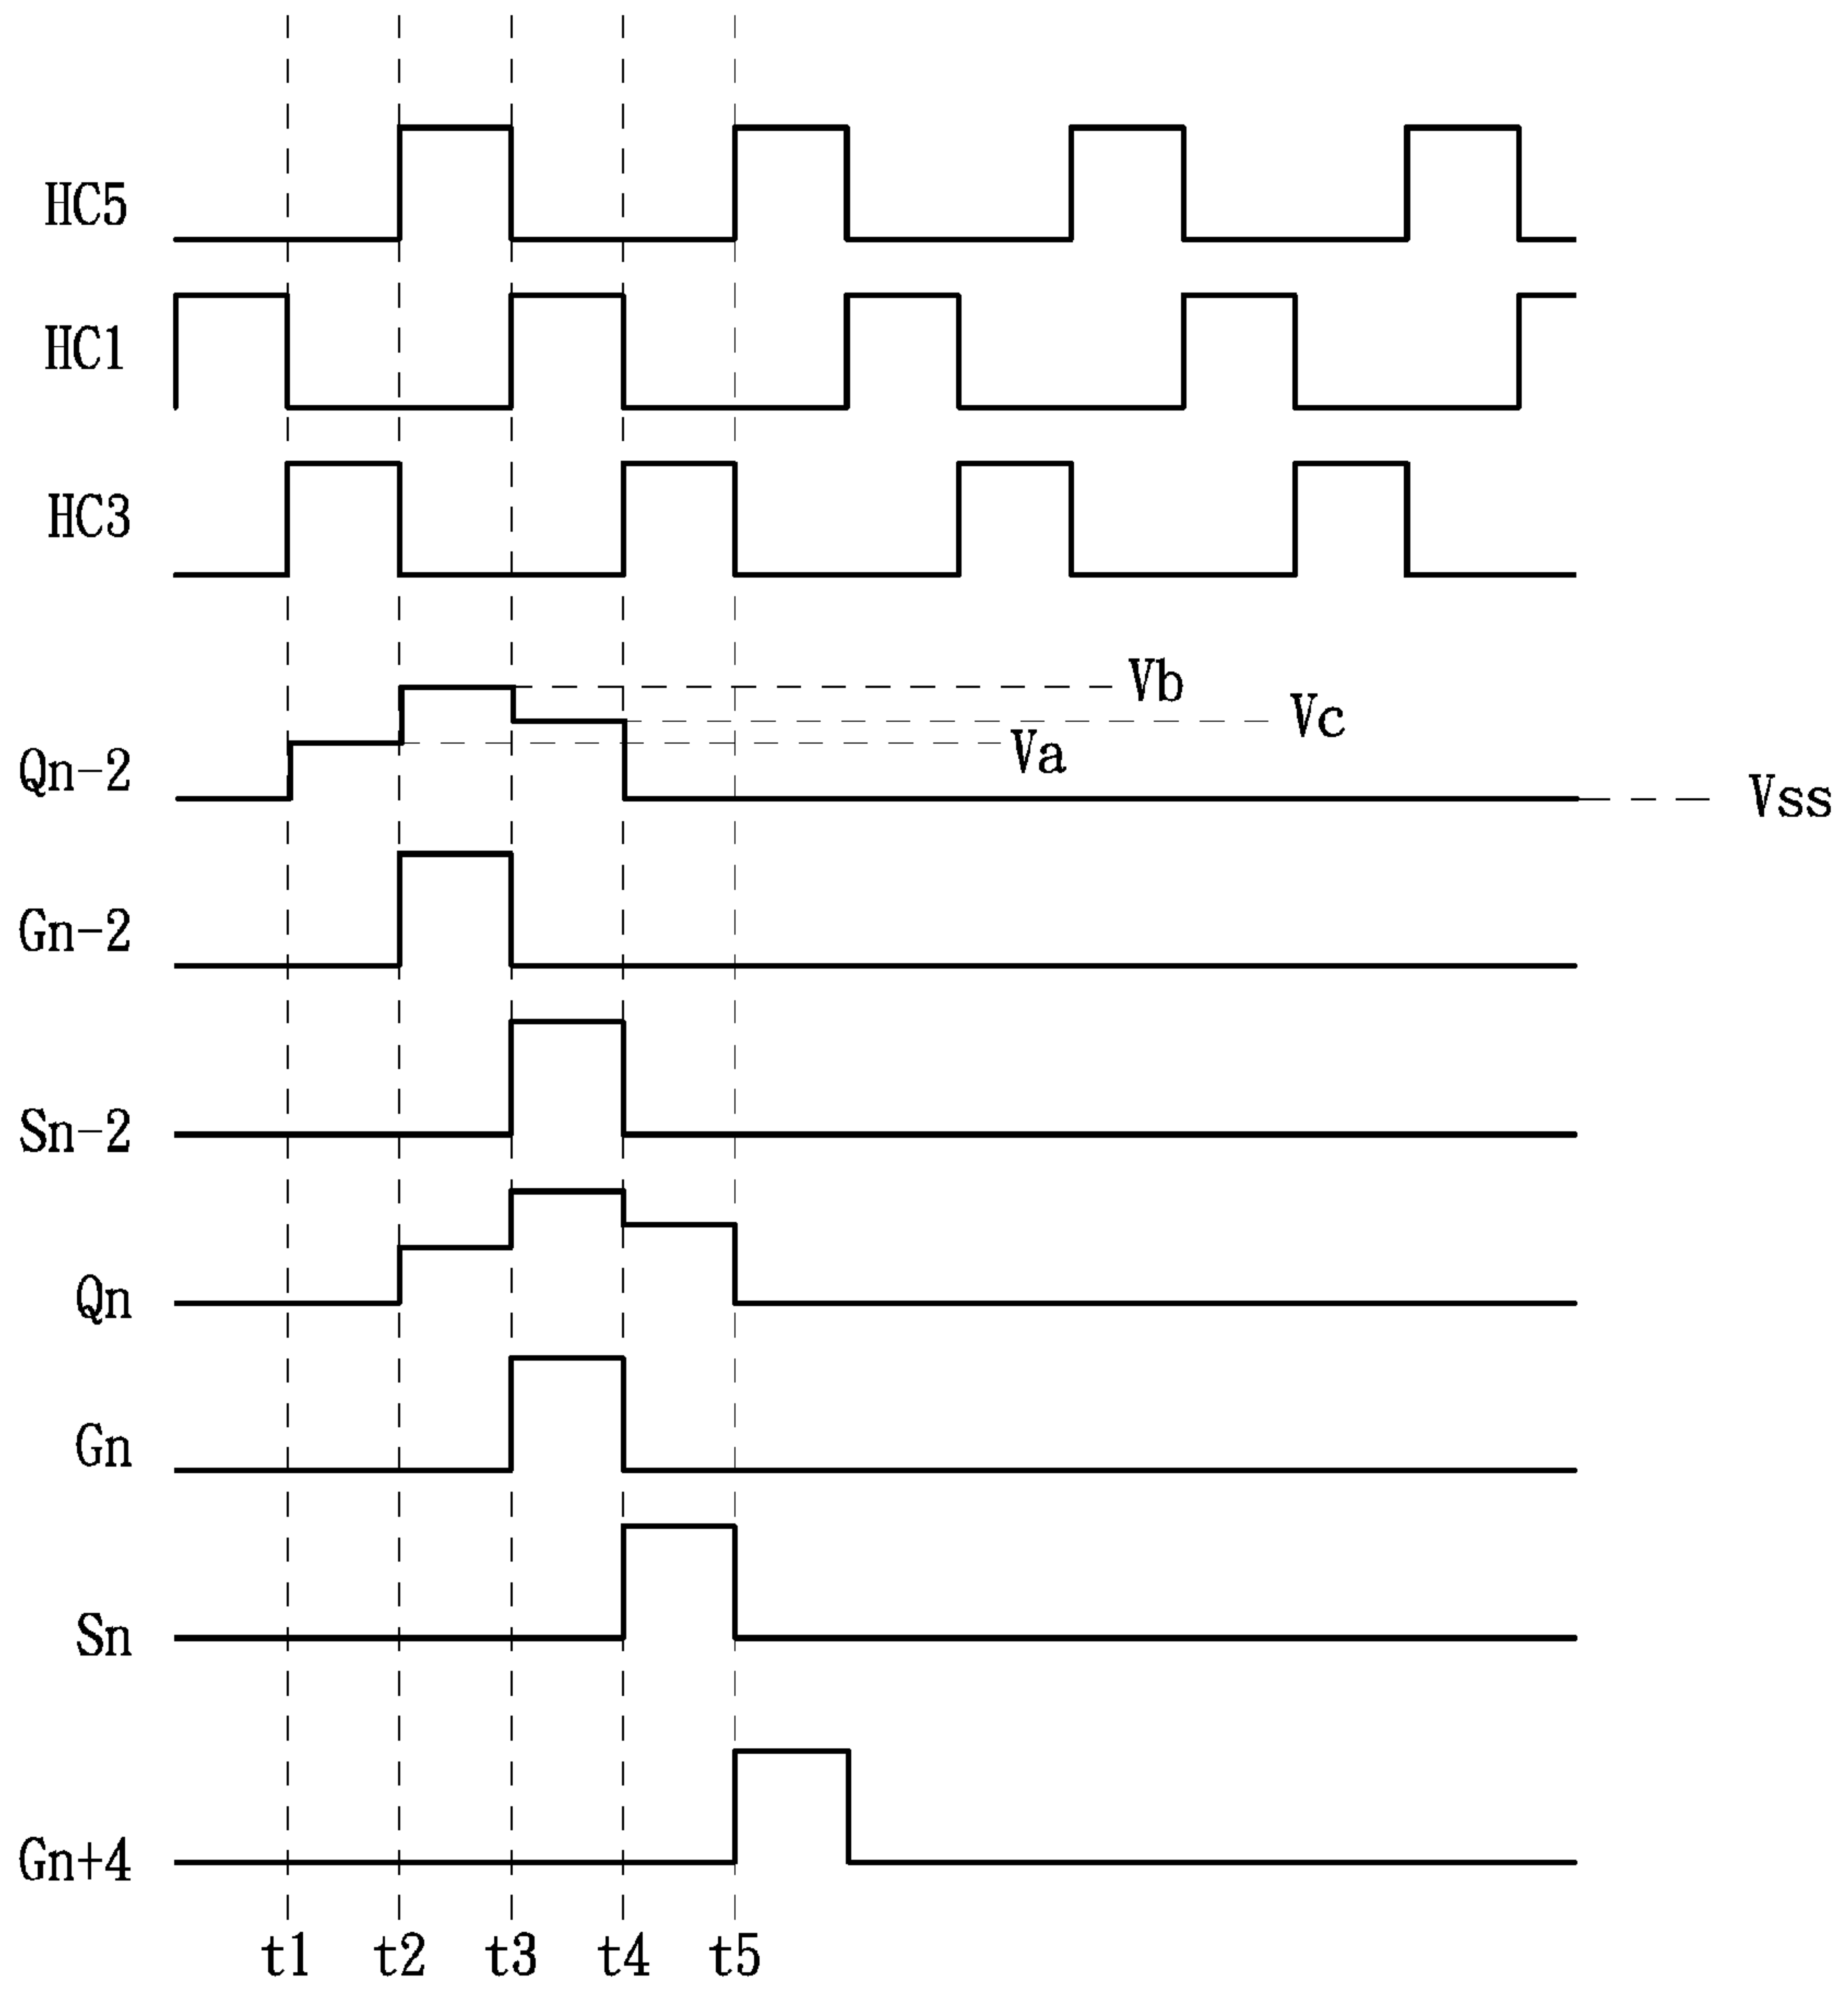 HC5
HC1
HC3
Vb
Vc
Va
Qn-2
Vss
Gn-2
Sn-2
Qn
Gn
Sn
Gn+4
t1 t2 t3 t4 t5